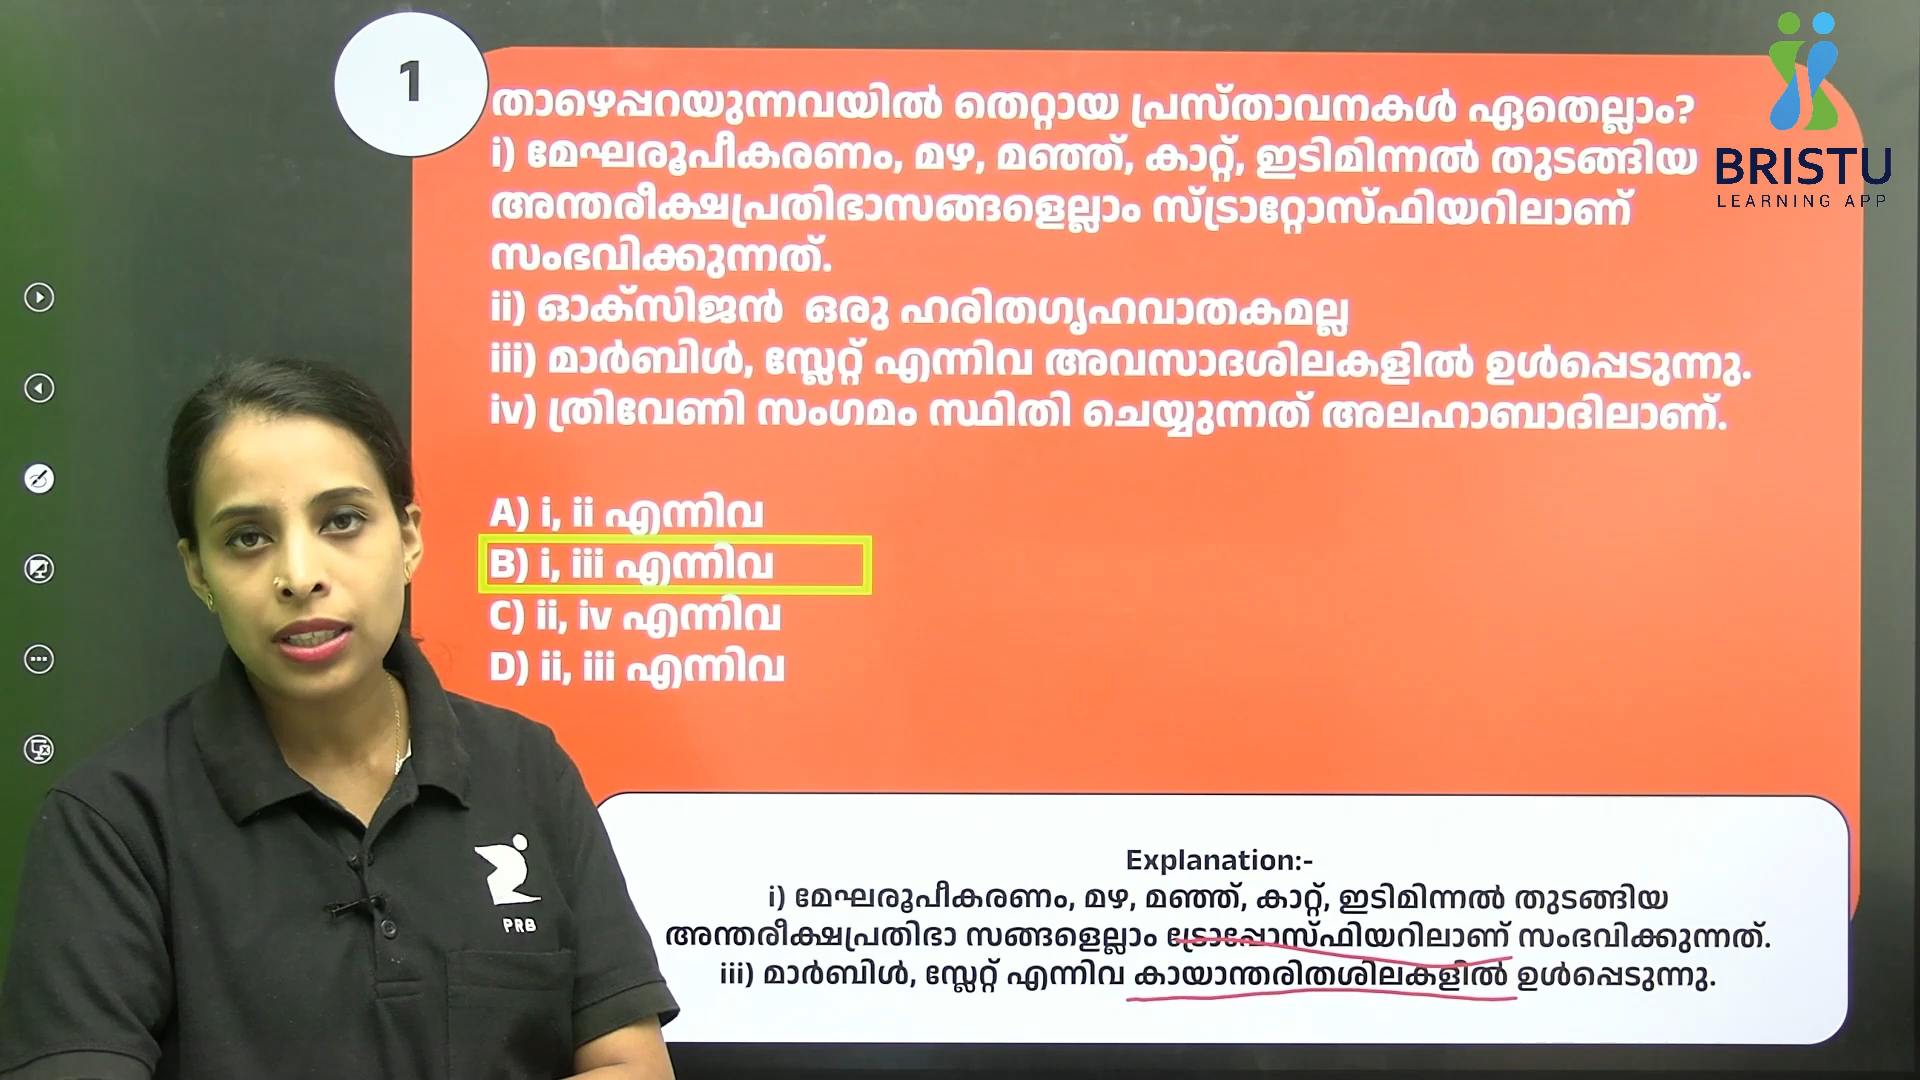 1
താഴെപ്പറയുന്നവയിൽ തെറ്റായ പ്രസ്താവനകൾ ഏതെല്ലാം?
i) മേഘരൂപീകരണം, മഴ, മഞ്ഞ്, കാറ്റ്, ഇടിമിന്നൽ തുടങ്ങിയ
അന്തരീക്ഷപ്രതിഭാസങ്ങളെല്ലാം സ്ട്രാറ്റോസ്ഫിയറിലാണ്
സംഭവിക്കുന്നത്.
ii) ഓക്സിജൻ ഒരു ഹരിതഗൃഹവാതകമല്ല
iii) മാർബിൾ, സ്ലേറ്റ് എന്നിവ അവസാദശിലകളിൽ ഉൾപ്പെടുന്നു.
iv) ത്രിവേണി സംഗമം സ്ഥിതി ചെയ്യുന്നത് അലഹാബാദിലാണ്.
A) i, ii എന്നിവ
B) i, iii എന്നിവ
C) ii, iv എന്നിവ
D) ii, iii എന്നിവ
Explanation:-
i) മേഘരൂപീകരണം, മഴ, മഞ്ഞ്, കാറ്റ്, ഇടിമിന്നൽ തുടങ്ങിയ
അന്തരീക്ഷപ്രതിഭാ സങ്ങളെല്ലാം ട്രോപ്പോസ്ഫിയറിലാണ് സംഭവിക്കുന്നത്.
iii) മാർബിൾ, സ്ലേറ്റ് എന്നിവ കായാന്തരിതശിലകളിൽ ഉൾപ്പെടുന്നു.
BRISTU
LEARNING APP
PRB